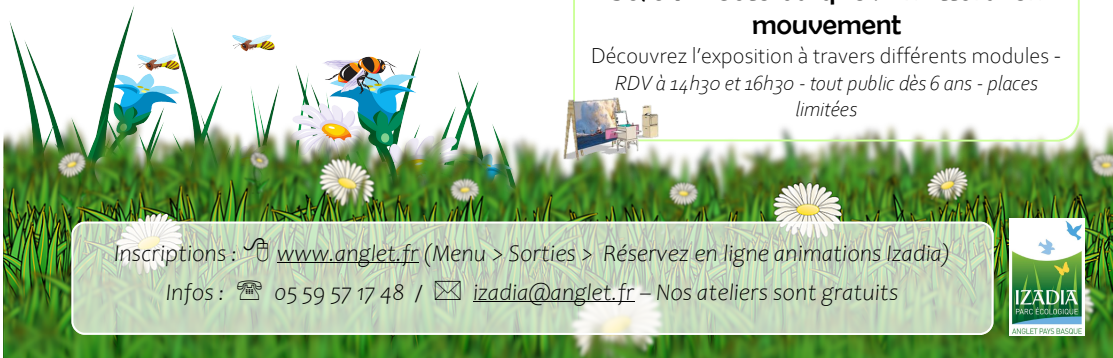 mouvement
Découvrez l'exposition à travers différents modules -
RDV à 14h30 et 16h30 - tout public dès 6 ans - places
limitées
Inscriptions : www.anglet.fr (Menu > Sorties > Réservez en ligne animations Izadia)
Infos : 05 59 57 17 48 / izadia@anglet.fr – Nos ateliers sont gratuits
IZADIA
PARC ÉCOLOGIQUE
ANGLET PAYS BASQUE